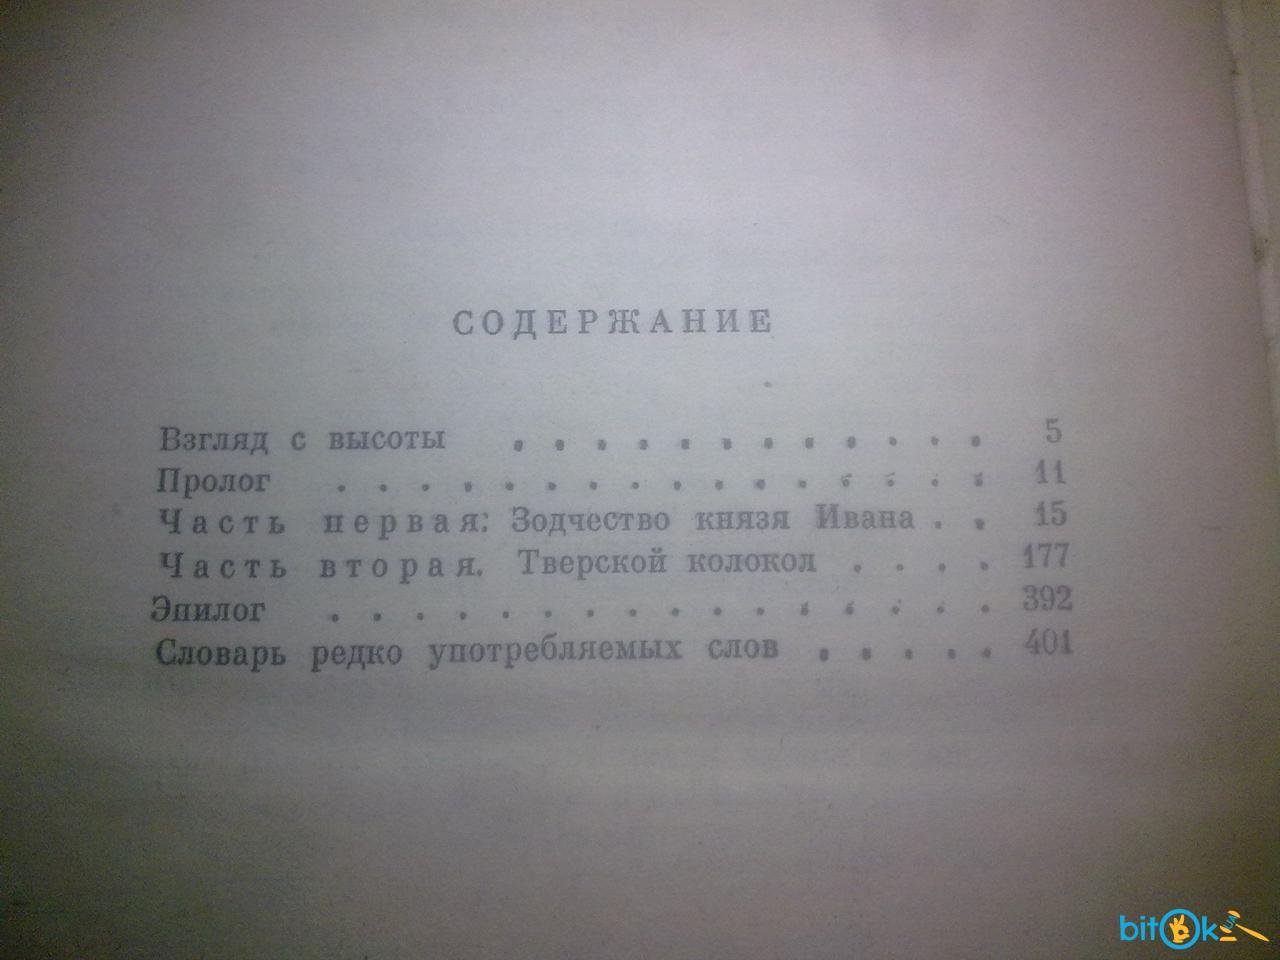 СОДЕРЖАНИЕ
Взгляд с высоты . . . . . . . . . . . . 5
Пролог . . . . . . . . . . . . . . . . 11
Часть первая: Зодчество князя Ивана . . 15
Часть вторая. Тверской колокол . . . . 177
Эпилог . . . . . . . . . . . . . . . . 392
Словарь редко употребляемых слов . . . . . 401
bitOk UA